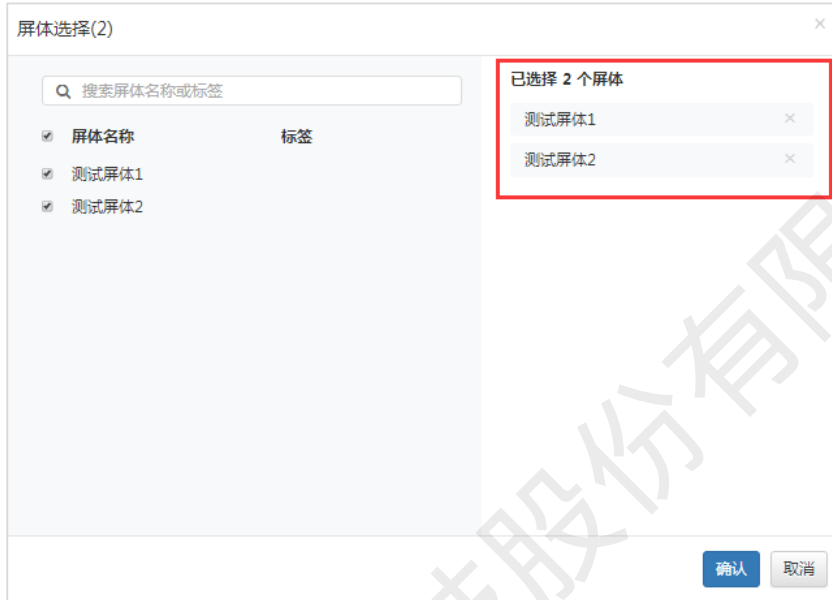 屏体选择(2)
×
搜索屏体名称或标签
屏体名称 标签
测试屏体1
测试屏体2
已选择 2 个屏体
测试屏体1 ×
测试屏体2 ×
确认 取消
股份有限